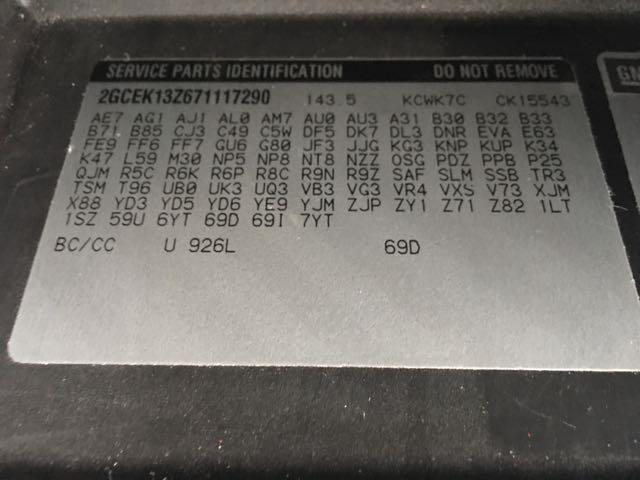 SERVICE PARTS IDENTIFICATION DO NOT REMOVE
2GCEK13Z671117290 143.5 KCWK7C CK15543
AE7 AG1 AJ1 AL0 AM7 AU0 AU3 A31 B30 B32 B33
B71 B85 CJ3 C49 C5W DF5 DK7 DL3 DNR EVA E63
FE9 FF6 FF7 GU6 G80 JF3 JJG KG3 KNP KUP K34
K47 L59 M30 NP5 NP8 NT8 NZZ OSG PDZ PPB P25
QJM R5C R6K R6P R8C R9N R9Z SAF SLM SSB TR3
TSM T96 UB0 UK3 UQ3 VB3 VG3 VR4 VXS V73 XJM
X88 YD3 YD5 YD6 YE9 YJM ZJP ZY1 Z71 Z82 1LT
1SZ 59U 6YT 69D 69I 7YT
BC/CC U 926L 69D
GM